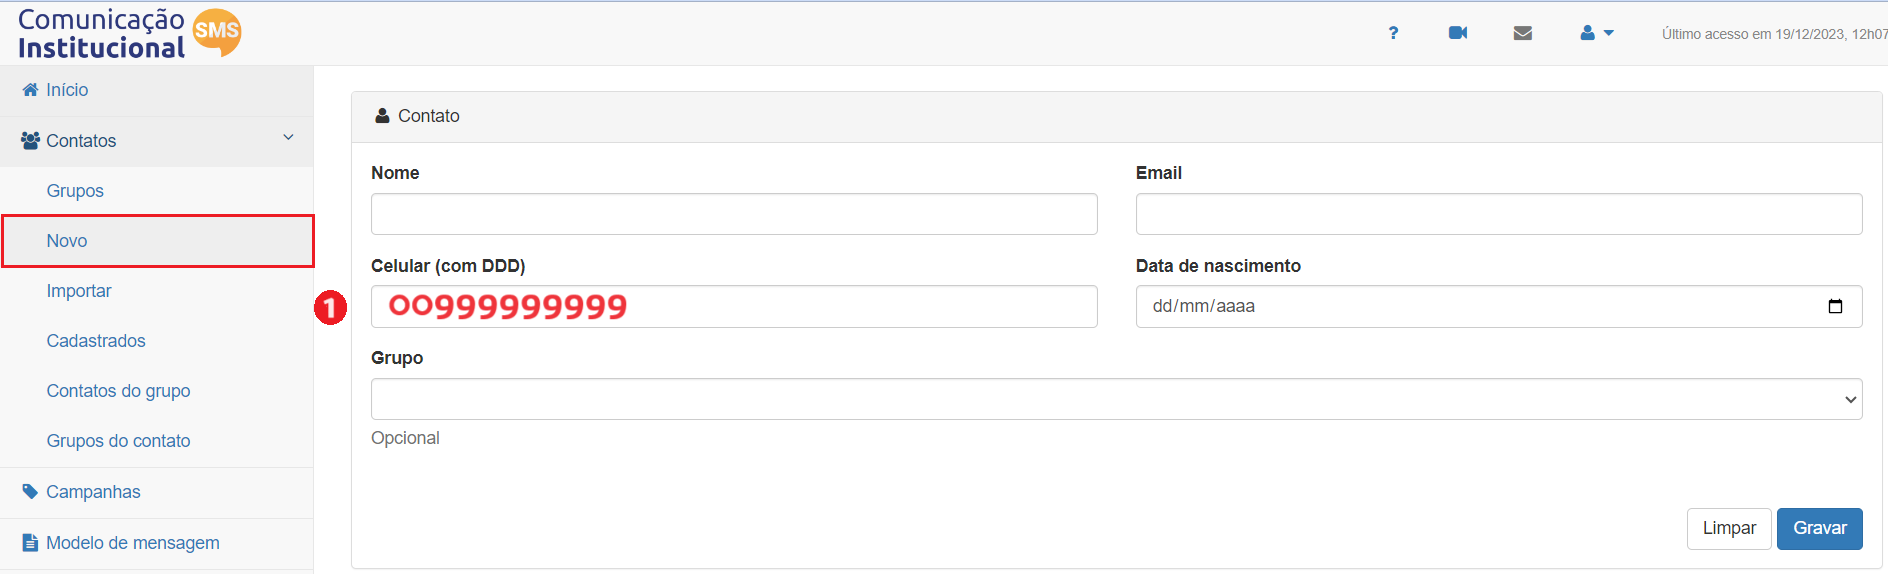 Comunicação
Institucional
SMS
?
Último acesso em 19/12/2023, 12h07
Início
Contatos
Grupos
Novo
Importar
Cadastrados
Contatos do grupo
Grupos do contato
Campanhas
Modelo de mensagem
Contato
Nome
Email
Celular (com DDD)
Data de nascimento
1
00999999999
dd/mm/aaaa
Grupo
Opcional
Limpar
Gravar